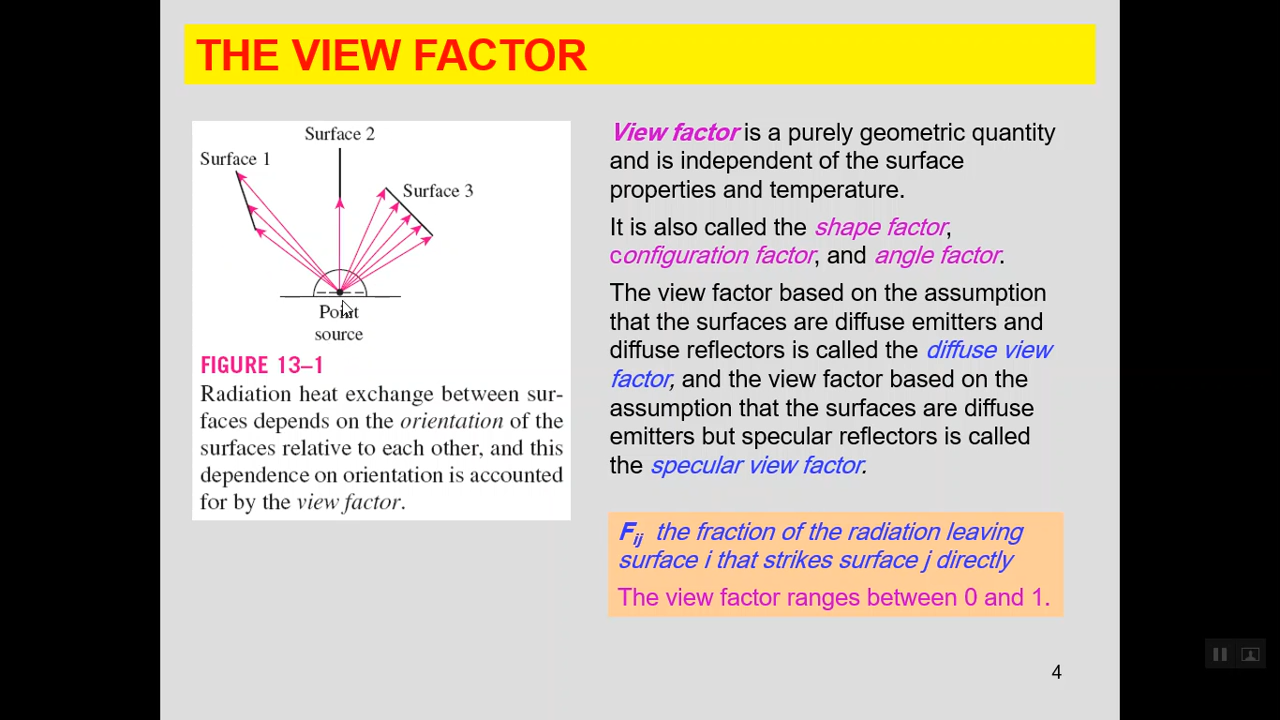 THE VIEW FACTOR
Surface 2
Surface 1
Surface 3
Point
source
FIGURE 13–1
Radiation heat exchange between sur-
faces depends on the orientation of the
surfaces relative to each other, and this
dependence on orientation is accounted
for by the view factor.
View factor is a purely geometric quantity
and is independent of the surface
properties and temperature.
It is also called the shape factor,
configuration factor, and angle factor.
The view factor based on the assumption
that the surfaces are diffuse emitters and
diffuse reflectors is called the diffuse view
factor, and the view factor based on the
assumption that the surfaces are diffuse
emitters but specular reflectors is called
the specular view factor.
Fij the fraction of the radiation leaving
surface i that strikes surface j directly
The view factor ranges between 0 and 1.
4